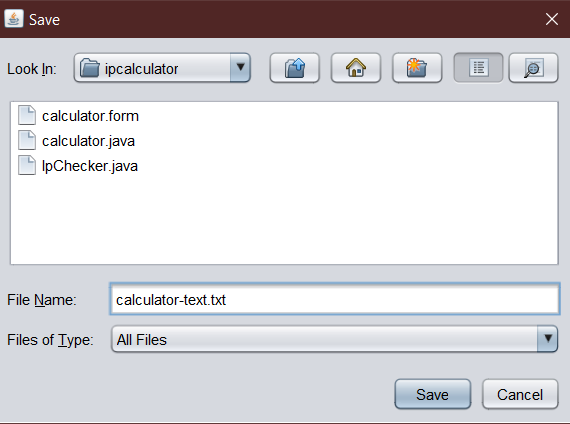 Save
Look In: ipcalculator
calculator.form
calculator.java
IpChecker.java
File Name: calculator-text.txt
Files of Type: All Files
Save Cancel